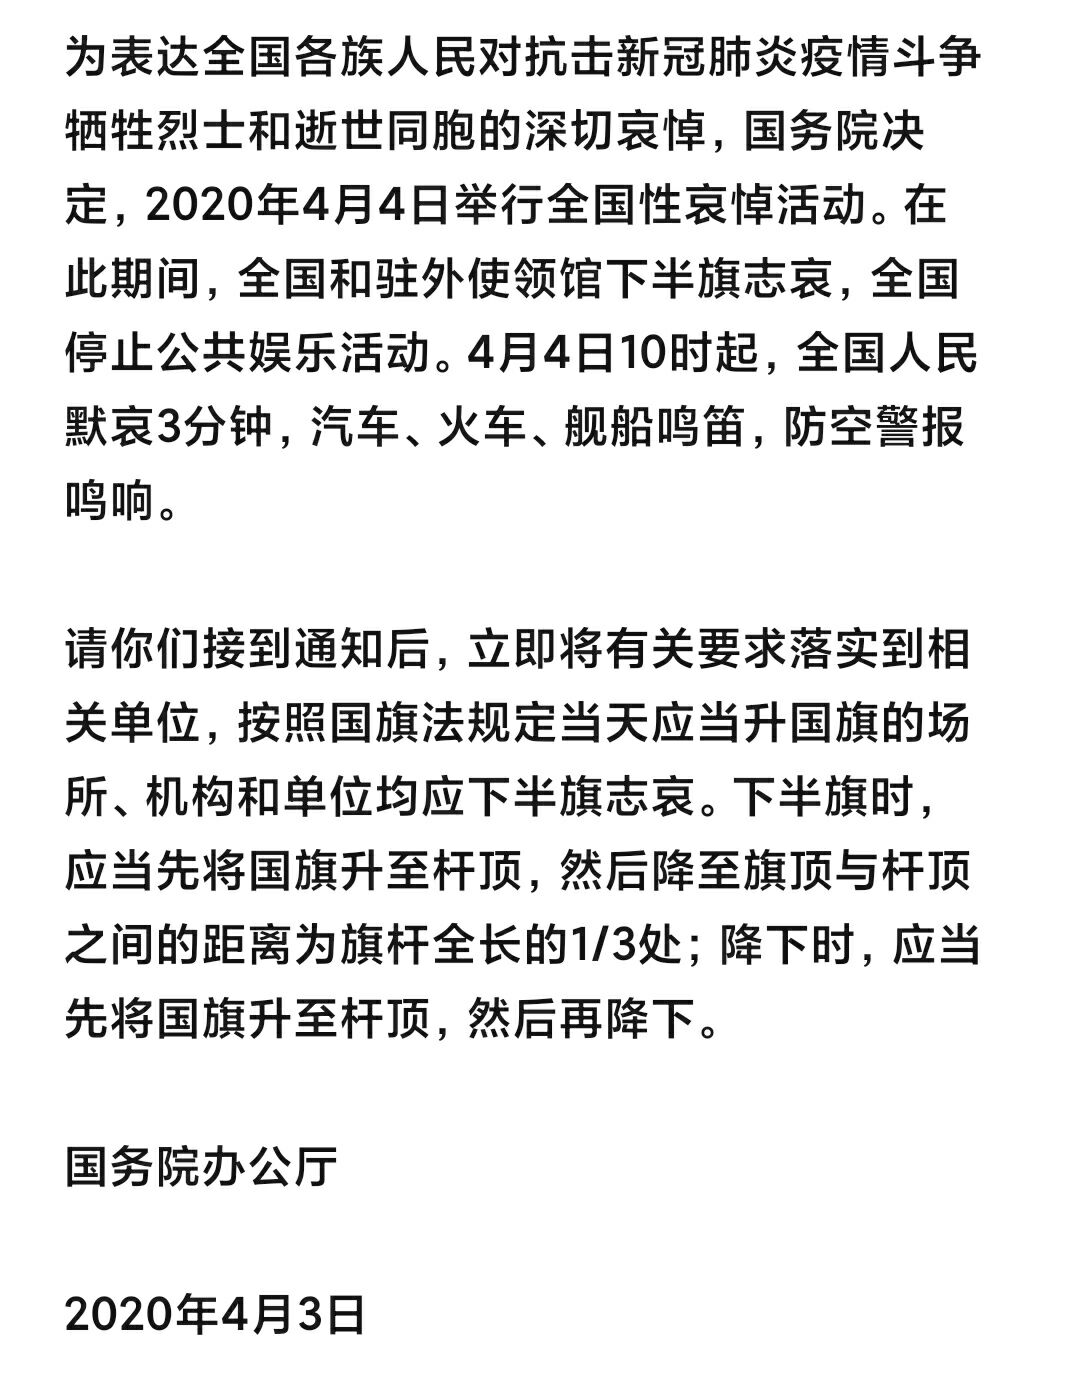 为表达全国各族人民对抗击新冠肺炎疫情斗争
牺牲烈士和逝世同胞的深切哀悼，国务院决
定，2020年4月4日举行全国性哀悼活动。在
此期间，全国和驻外使领馆下半旗志哀，全国
停止公共娱乐活动。4月4日10时起，全国人民
默哀3分钟，汽车、火车、舰船鸣笛，防空警报
鸣响。
请你们接到通知后，立即将有关要求落实到相
关单位，按照国旗法规定当天应当升国旗的场
所、机构和单位均应下半旗志哀。下半旗时，
应当先将国旗升至杆顶，然后降至旗顶与杆顶
之间的距离为旗杆全长的1/3处；降下时，应当
先将国旗升至杆顶，然后再降下。
国务院办公厅
2020年4月3日